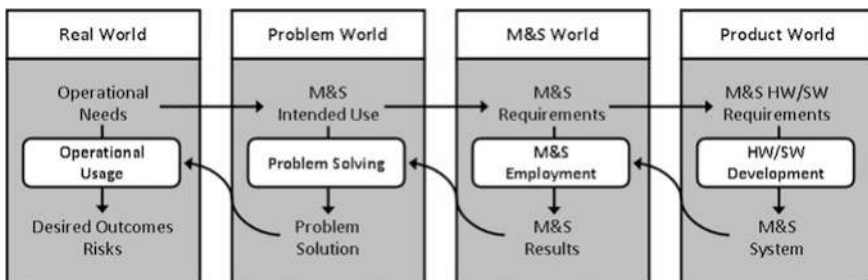 Real World
Problem World
M&S World
Product World
Operational
Needs
M&S
Intended Use
M&S
Requirements
M&S HW/SW
Requirements
Operational
Usage
Problem Solving
M&S
Employment
HW/SW
Development
Desired Outcomes
Risks
Problem
Solution
M&S
Results
M&S
System